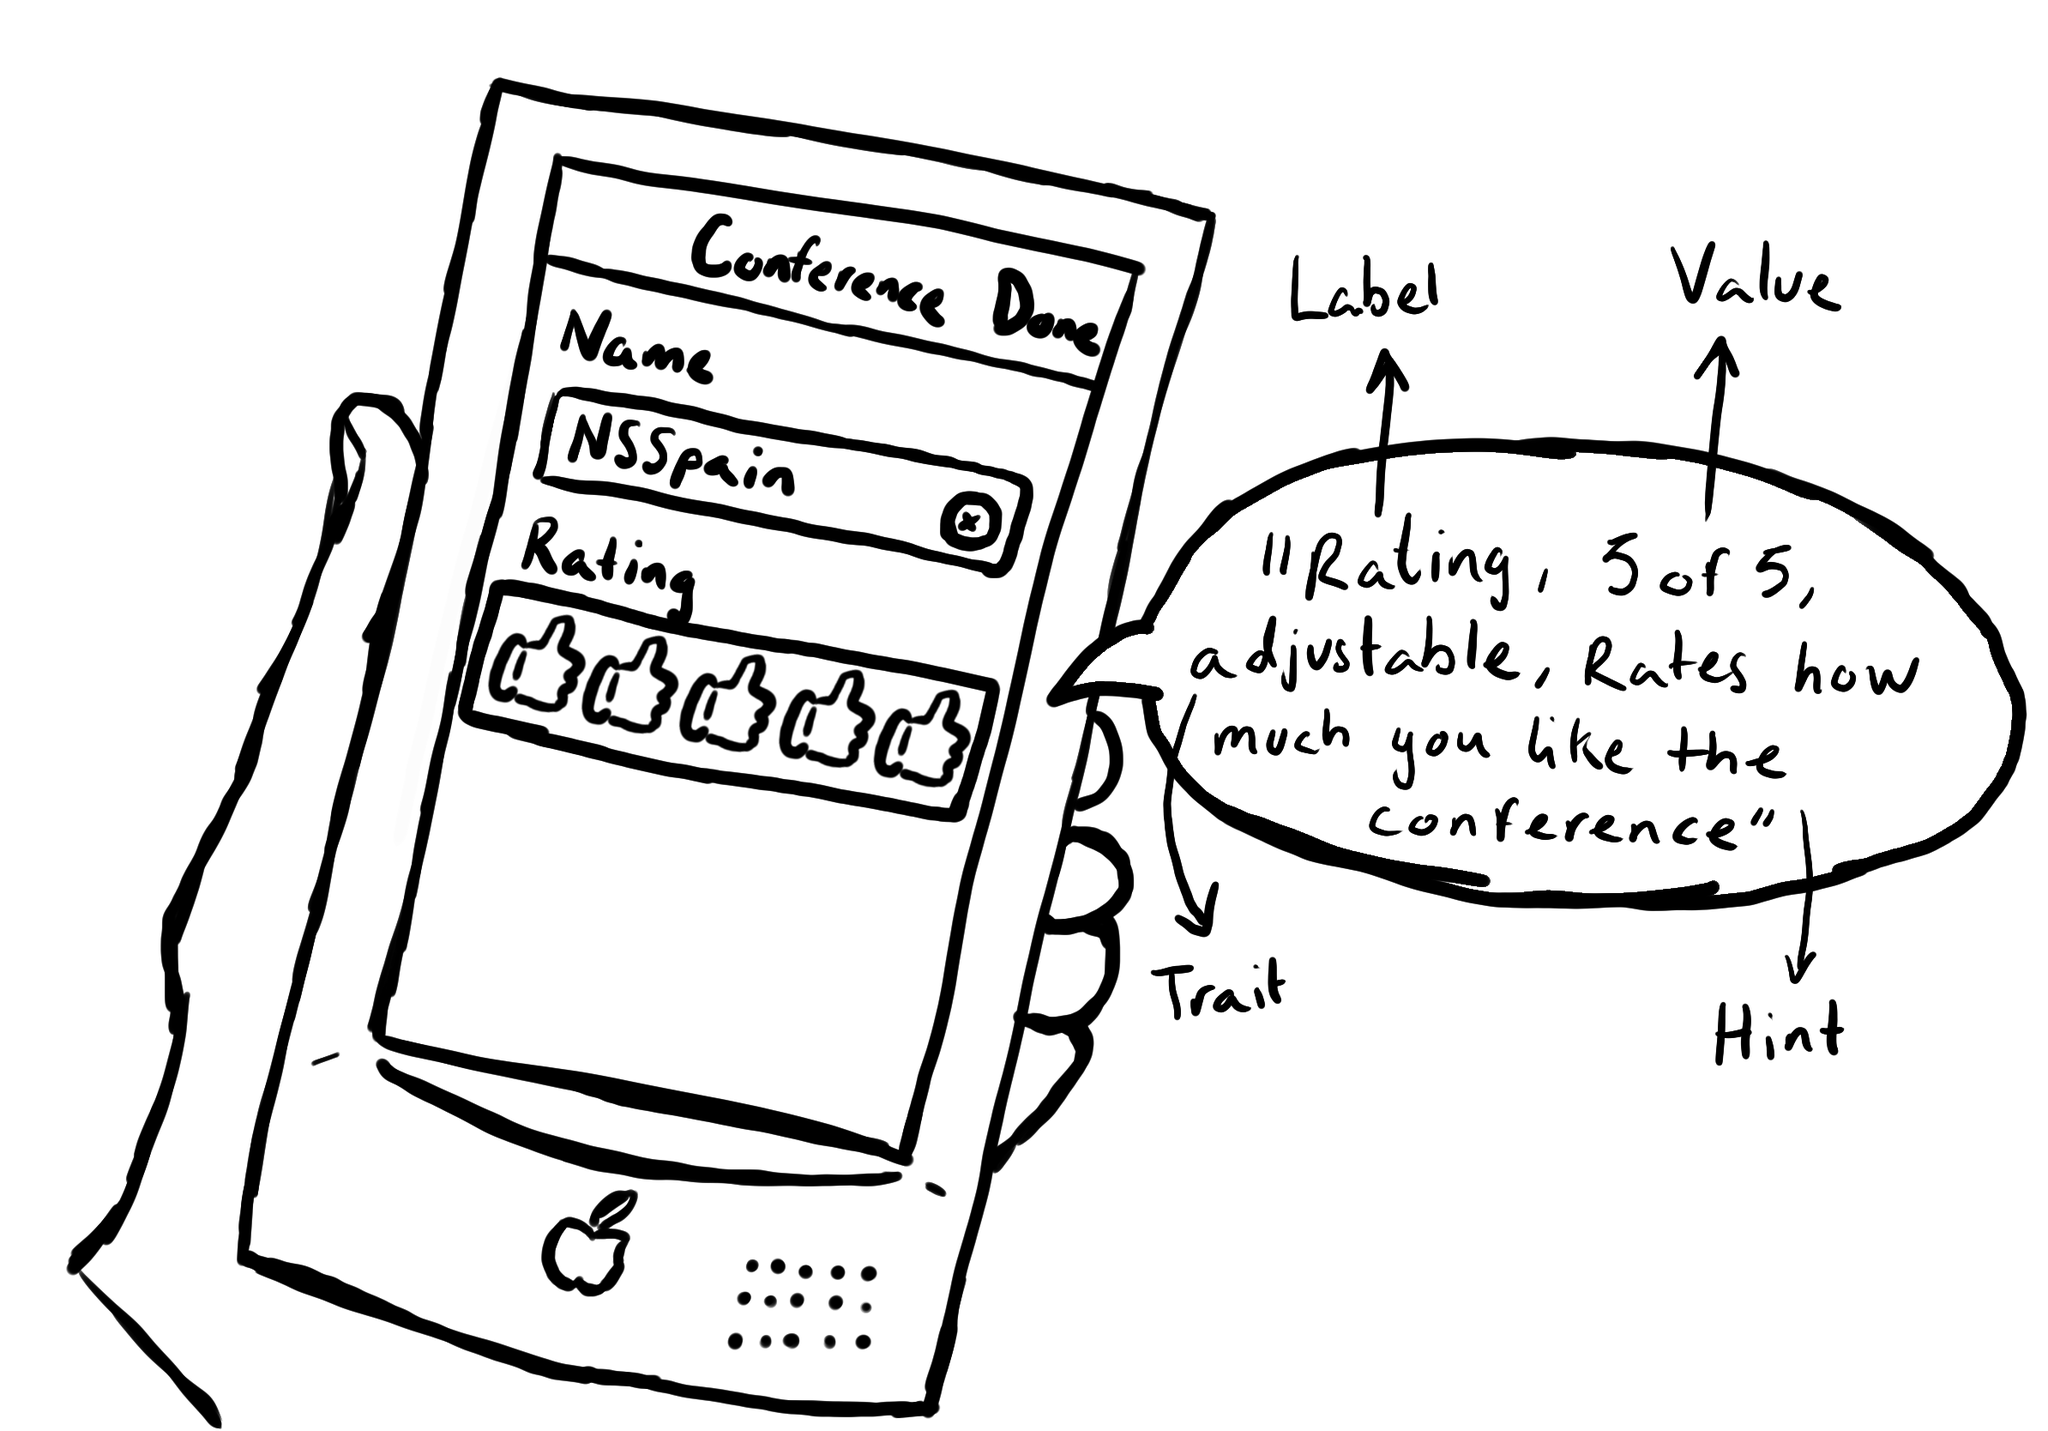 Conference Done
Name
NSSpain
Rating
Label
Value
"Rating, 5 of 5,
adjustable, Rates how
much you like the
conference"
Trait
Hint